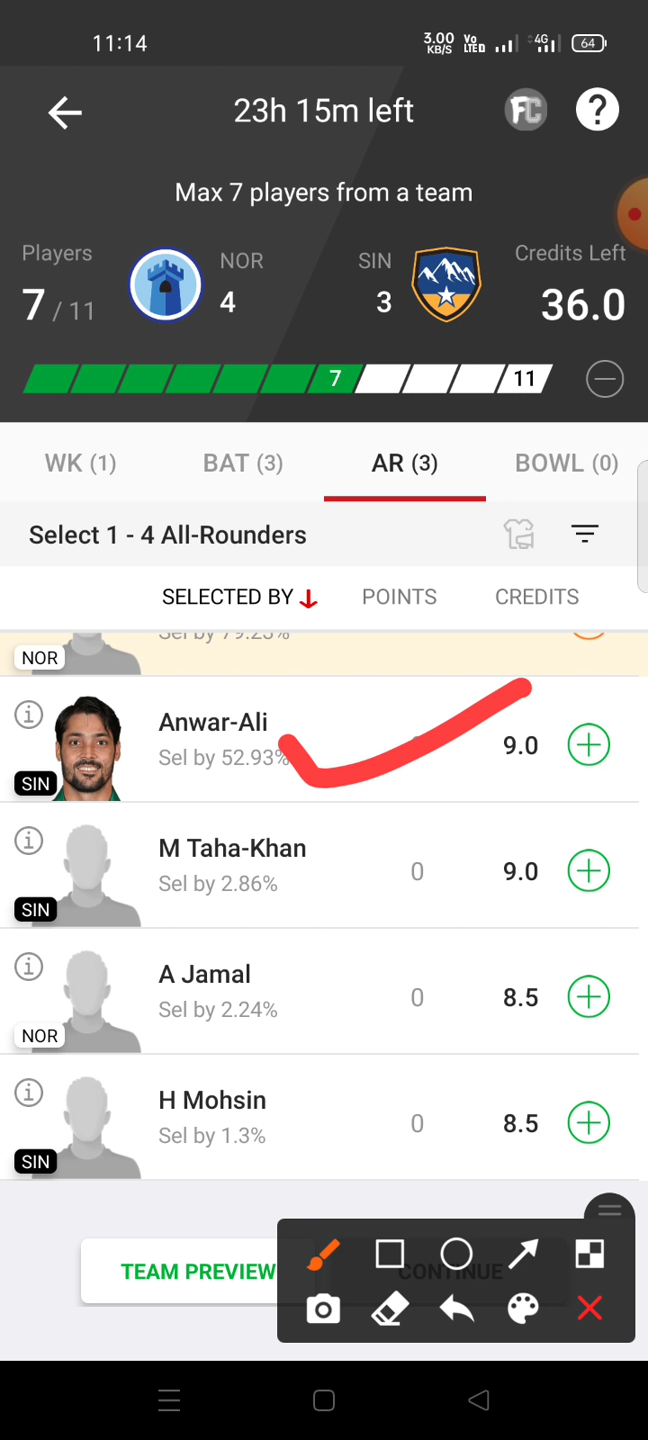 11:14
3.00 KB/S VoLTE 4G 64
23h 15m left
FC ?
Max 7 players from a team
Players NOR SIN Credits Left
7 / 11 4 3 36.0
7 11
WK (1) BAT (3) AR (3) BOWL (0)
Select 1 - 4 All-Rounders
SELECTED BY POINTS CREDITS
Sel by 79.23%
NOR
Anwar-Ali
Sel by 52.93% 9.0
SIN
M Taha-Khan
Sel by 2.86% 0 9.0
SIN
A Jamal
Sel by 2.24% 0 8.5
NOR
H Mohsin
Sel by 1.3% 0 8.5
SIN
TEAM PREVIEW CONTINUE